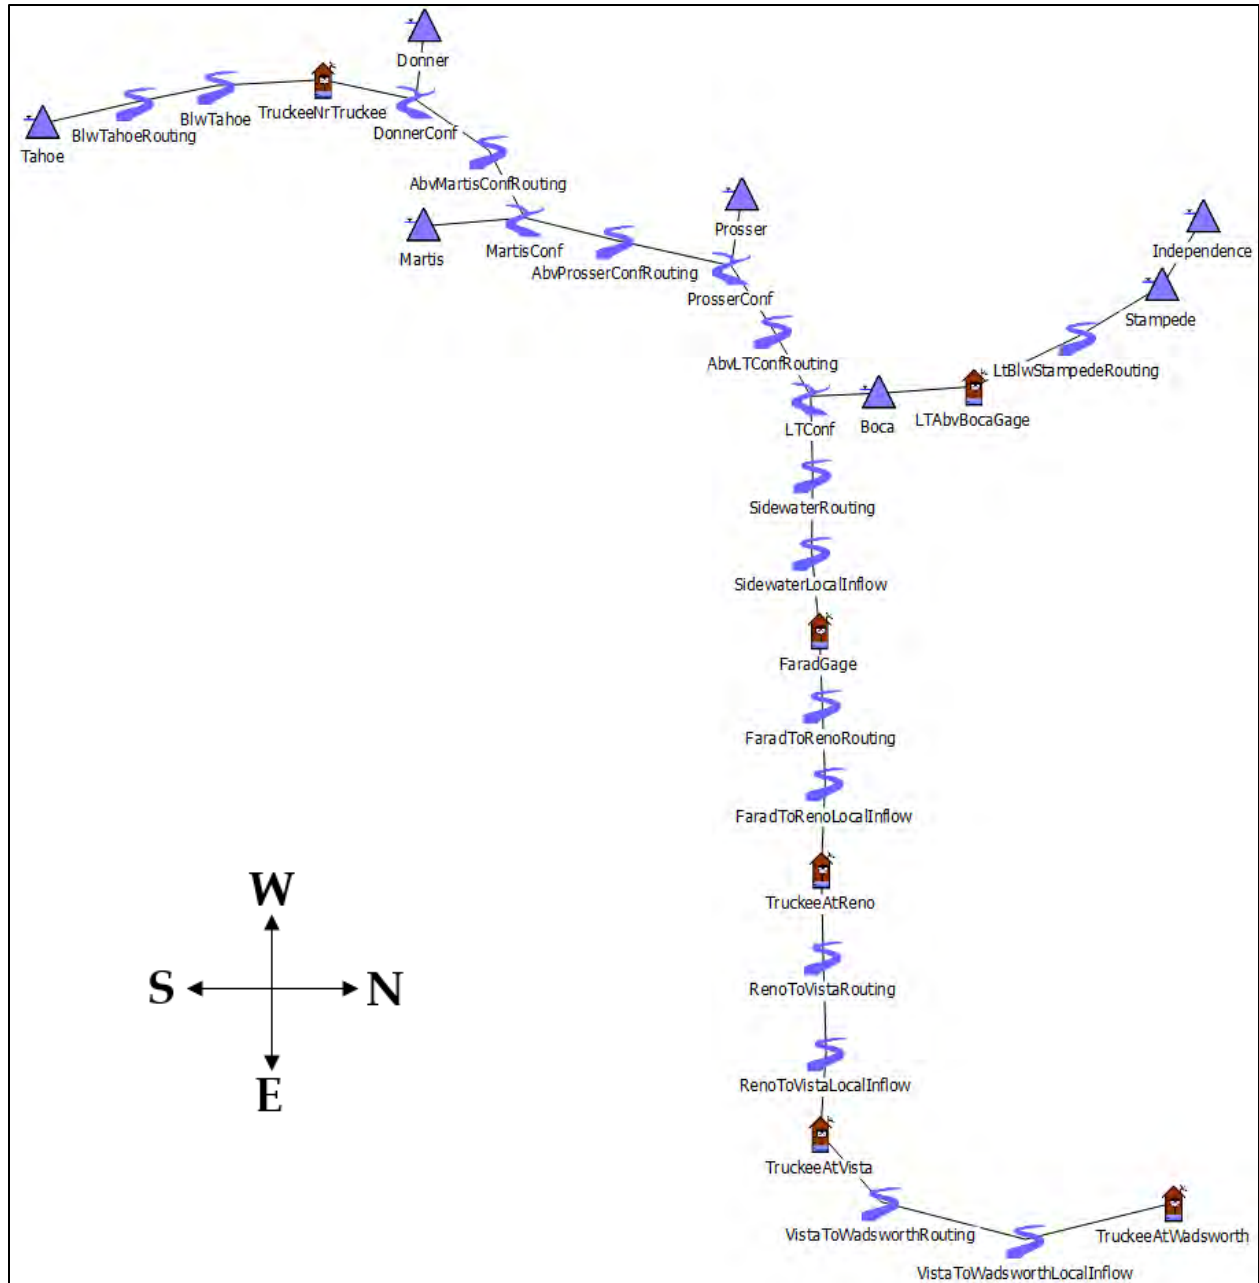 Donner
BlwTahoe
TruckeeNrTruckee
BlwTahoeRouting
DonnerConf
Tahoe
AbvMartisConfRouting
Prosser
Martis
MartisConf
Independence
AbvProsserConfRouting
ProsserConf
Stampede
AbvLTConfRouting
LtBlwStampedeRouting
LTConf
Boca
LTAbvBocaGage
SidewaterRouting
SidewaterLocalInflow
FaradGage
FaradToRenoRouting
FaradToRenoLocalInflow
W
TruckeeAtReno
S
N
RenoToVistaRouting
E
RenoToVistaLocalInflow
TruckeeAtVista
VistaToWadsworthRouting
TruckeeAtWadsworth
VistaToWadsworthLocalInflow